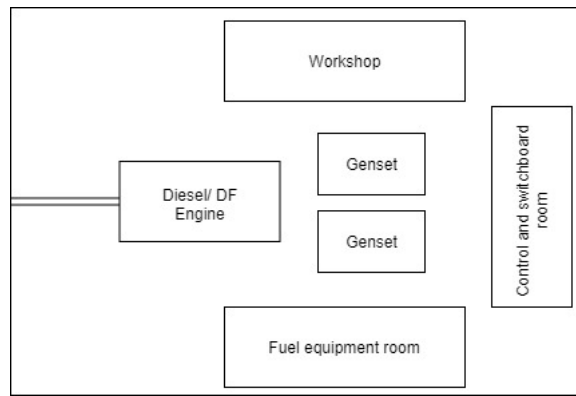 Workshop
Genset
Diesel/ DF
Engine
Genset
Control and switchboard
room
Fuel equipment room